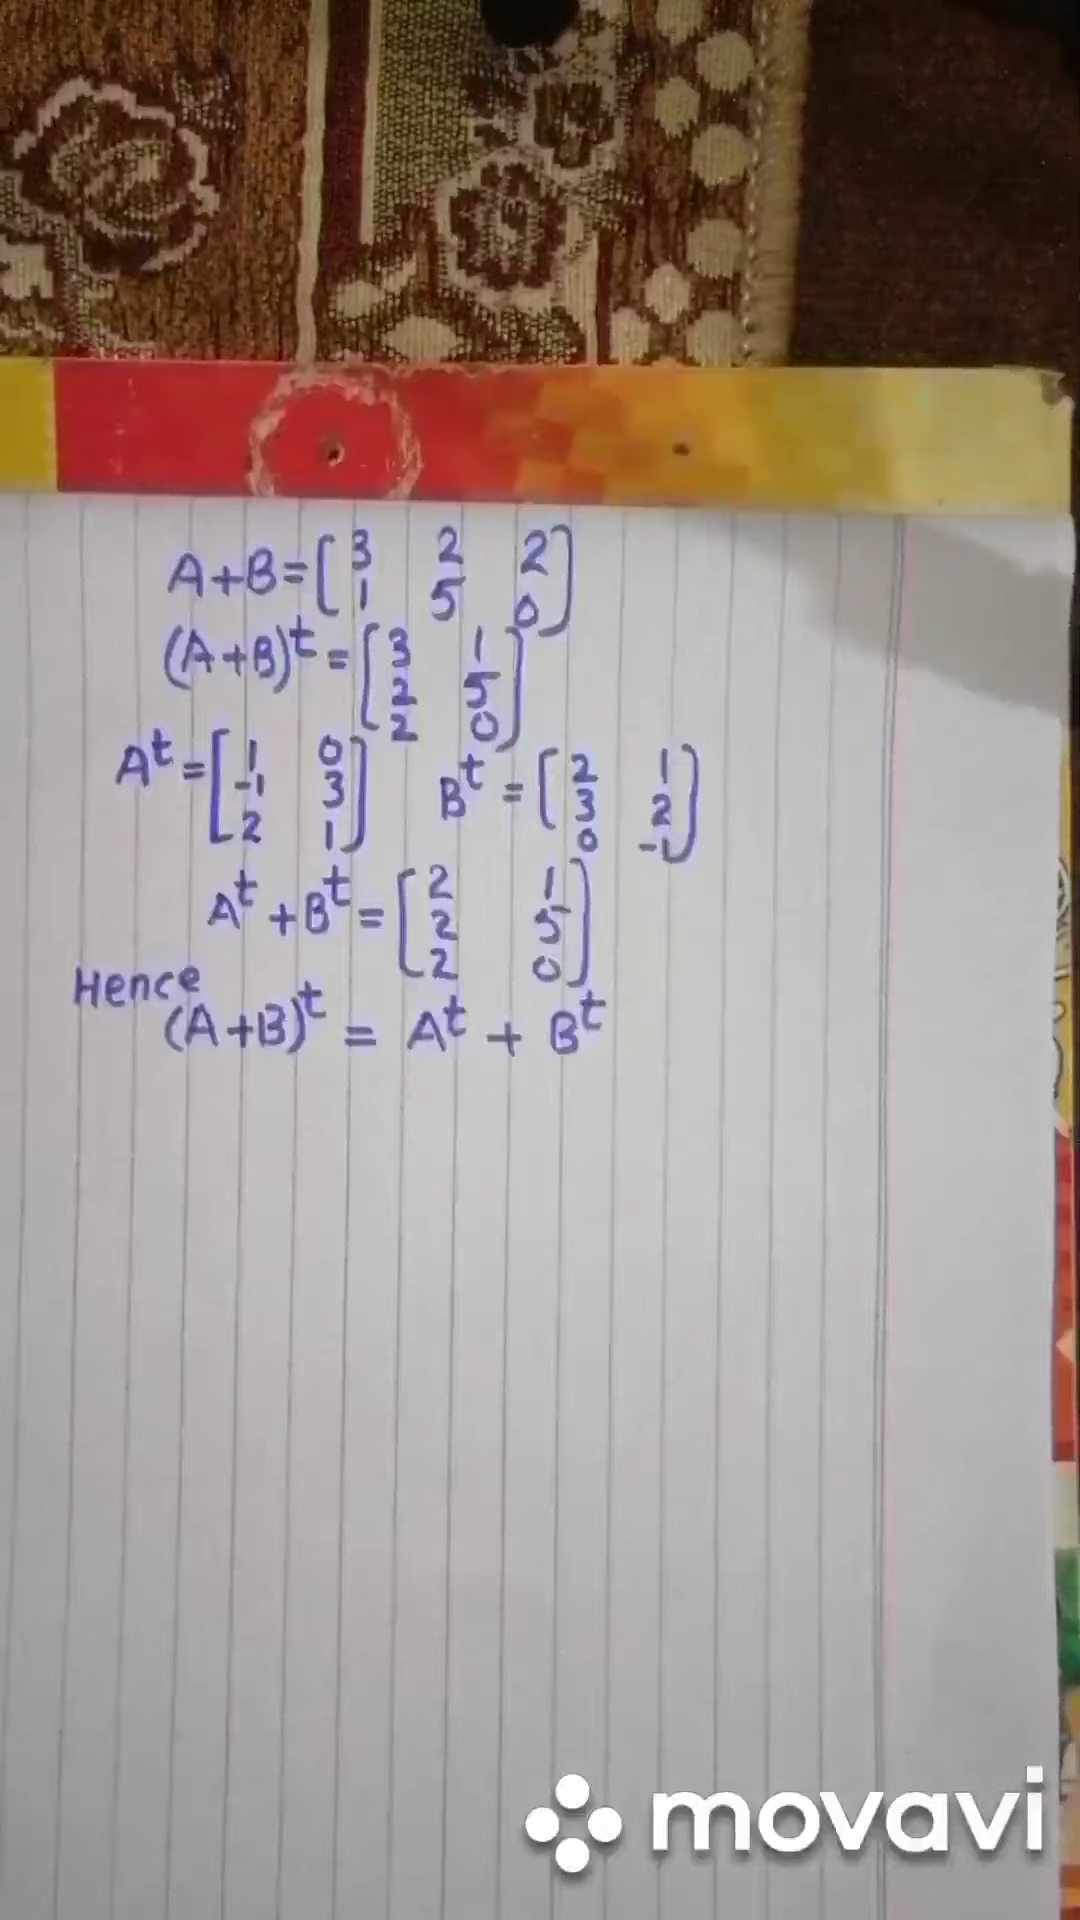 A+B=[3 2 2
1 5 0]
(A+B)^t=[3 1
2 5
2 0]
A^t=[1 0
-1 3
2 1] B^t=[2 1
3 2
0 -1]
A^t+B^t=[2 1
2 5
2 0]
Hence
(A+B)^t = A^t + B^t
movavi